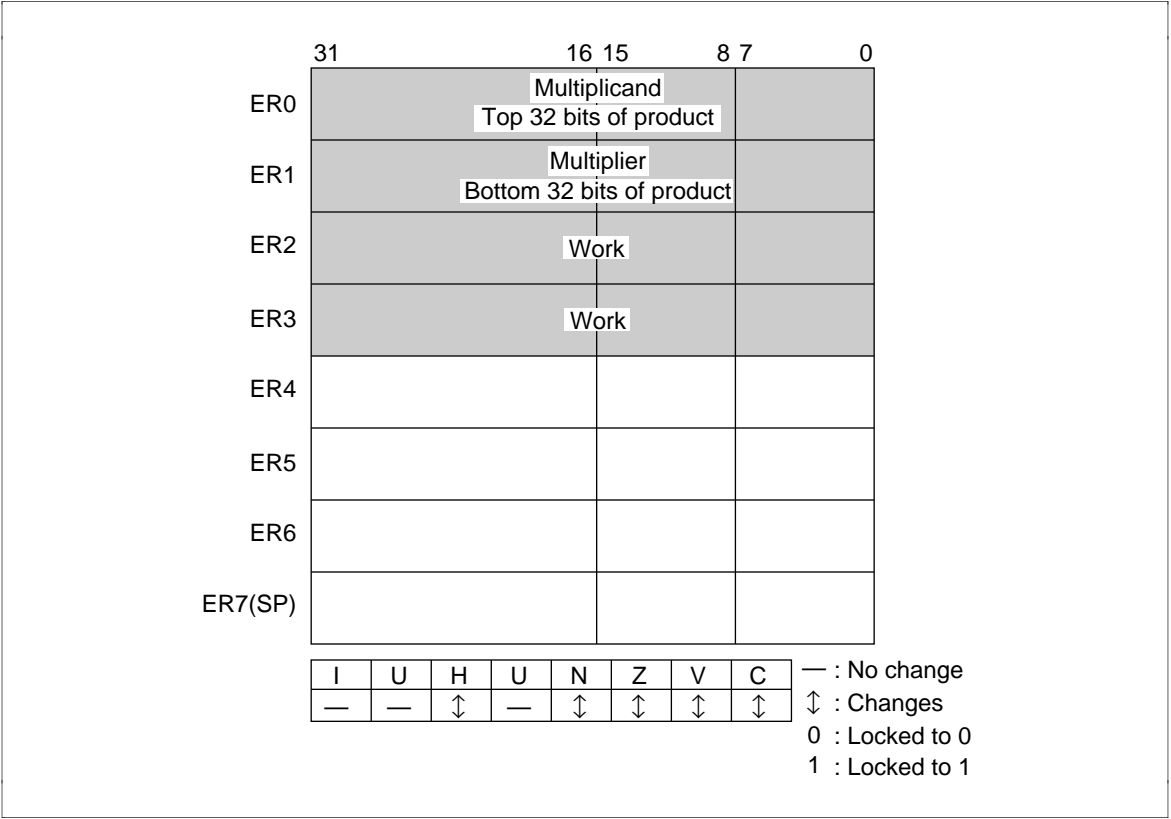 31 16 15 8 7 0
ER0 Multiplicand
Top 32 bits of product
ER1 Multiplier
Bottom 32 bits of product
ER2 Work
ER3 Work
ER4
ER5
ER6
ER7(SP)
I U H U N Z V C
— — ↕ — ↕ ↕ ↕ ↕
— : No change
↕ : Changes
0 : Locked to 0
1 : Locked to 1